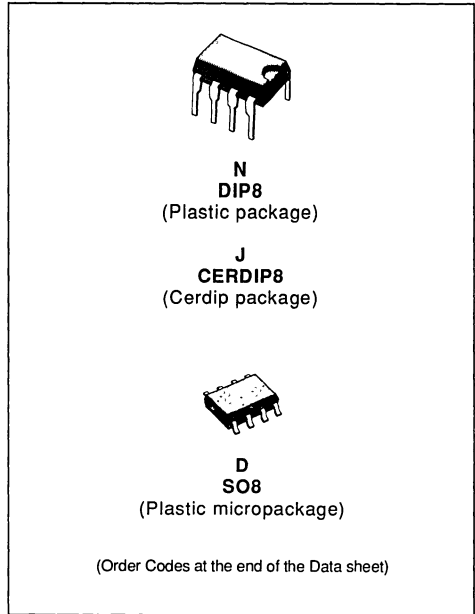 N
DIP8
(Plastic package)
J
CERDIP8
(Cerdip package)
D
SO8
(Plastic micropackage)
(Order Codes at the end of the Data sheet)